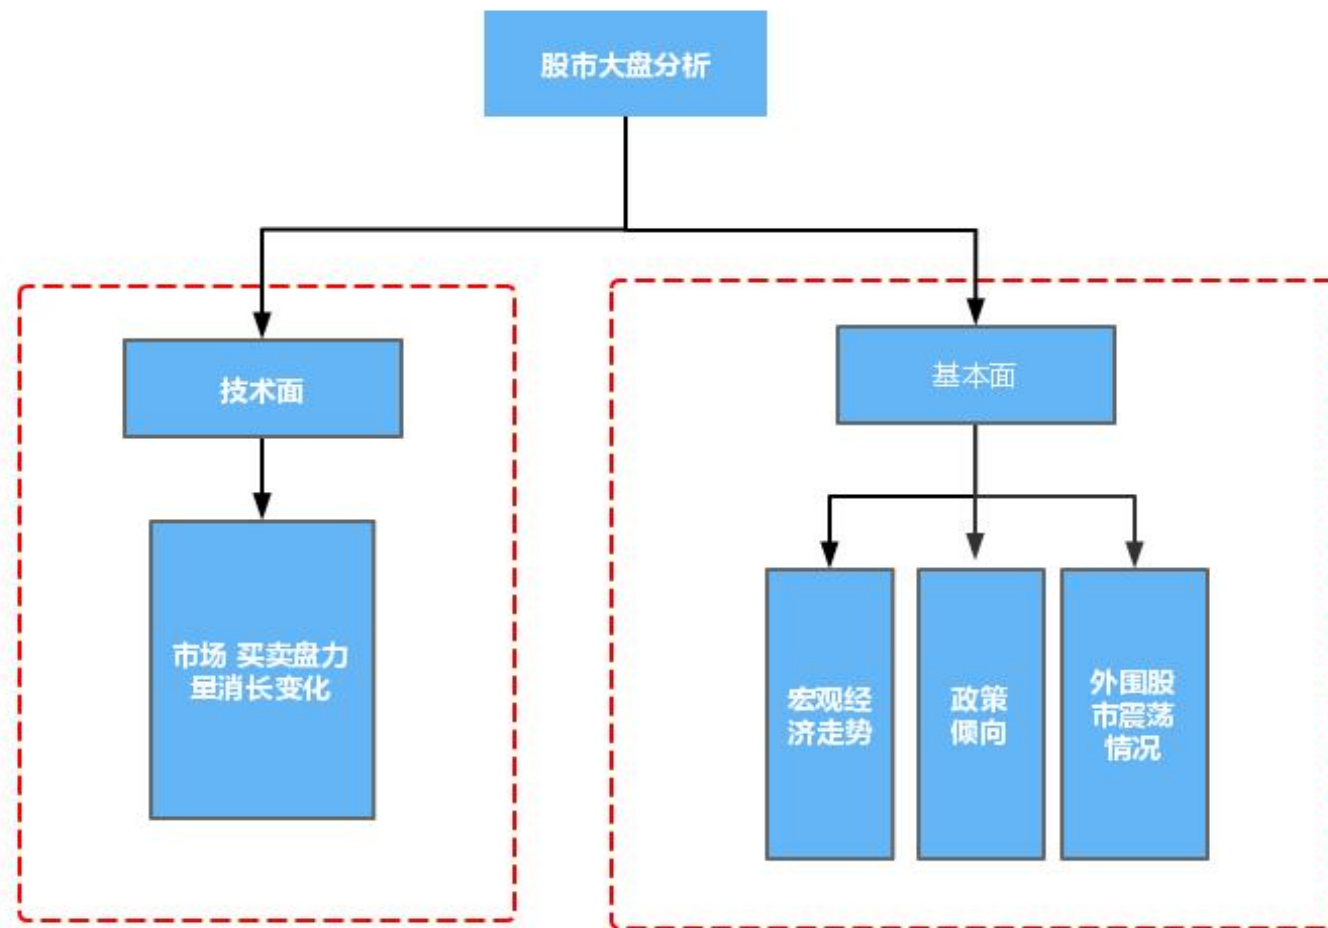 股市大盘分析
技术面
基本面
市场 买卖盘力
量消长变化
宏观经
济走势
政策
倾向
外围股
市震荡
情况